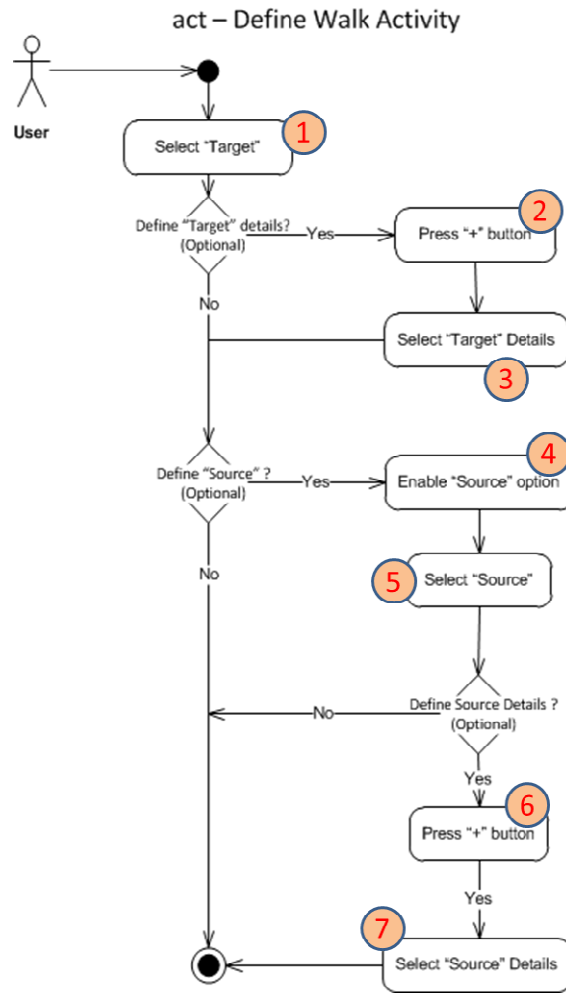 act – Define Walk Activity
User
1
Select “Target”
Define “Target” details?
(Optional)
Yes
2
Press “+” button
No
Select “Target” Details
3
4
Define “Source” ?
(Optional)
Yes
Enable “Source” option
No
5
Select “Source”
Define Source Details ?
(Optional)
No
Yes
6
Press “+” button
Yes
7
Select “Source” Details